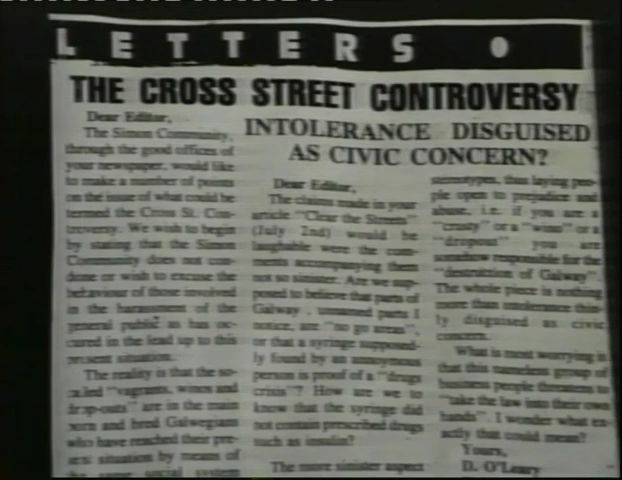 LETTERS •
THE CROSS STREET CONTROVERSY
Dear Editor,
The Simon Community,
through the good offices of
your newspaper, would like
to make a number of points
on the issue of what could be
termed the Cross St. Con-
troversy. We wish to begin
by stating that the Simon
Community does not con-
done or wish to excuse the
behaviour of those involved
in the harassment of the
general public as has oc-
cured in the lead up to this
present situation.
The reality is that the so-
called "vagrants, winos and
drop-outs" are in the main
born and bred Galwegians
who have reached their pre-
sent situation by means of
the same social system
INTOLERANCE DISGUISED
AS CIVIC CONCERN?
Dear Editor,
The claims made in your
article "Clear the Streets"
(July 2nd) would be
laughable were the com-
ments accompanying them
not so sinister. Are we sup-
posed to believe that parts of
Galway, unnamed parts I
notice, are "no go areas",
or that a syringe supposed-
ly found by an anonymous
person is proof of a "drugs
crisis"? How are we to
know that the syringe did
not contain prescribed drugs
such as insulin?
The more sinister aspect
stereotypes, thus laying peo-
ple open to prejudice and
abuse, i.e. if you are a
"crusty" or a "wino" or a
"dropout" you are
somehow responsible for the
"destruction of Galway".
The whole piece is nothing
more than intolerance thin-
ly disguised as civic
concern.
What is most worrying is
that this nameless group of
business people threatens to
"take the law into their own
hands". I wonder what ex-
actly that could mean?
Yours,
D. O'Leary